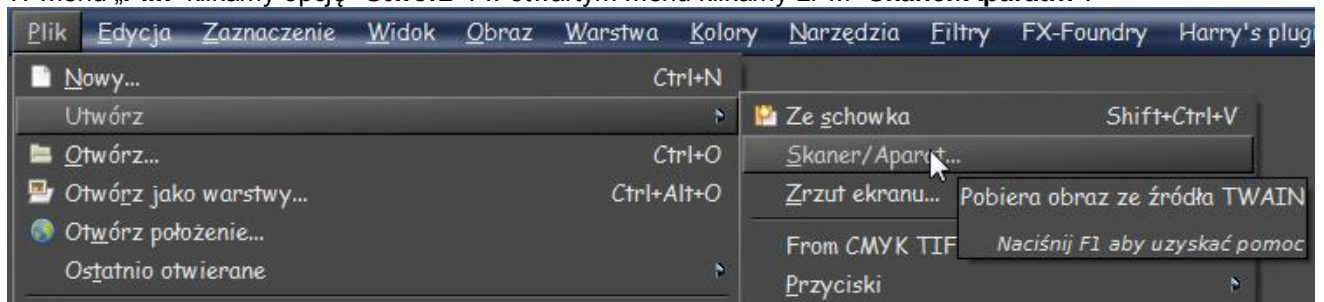 Plik Edycja Zaznaczenie Widok Obraz Warstwa Kolory Narzędzia Filtry FX-Foundry Harry's plug
Nowy... Ctrl+N
Utwórz
Otwórz... Ctrl+O
Otwórz jako warstwy... Ctrl+Alt+O
Otwórz położenie...
Ostatnio otwierane
Ze schowka Shift+Ctrl+V
Skaner/Aparat...
Zrzut ekranu...
From CMYK TIF
Przyciski
Pobiera obraz ze źródła TWAIN
Naciśnij F1 aby uzyskać pomoc